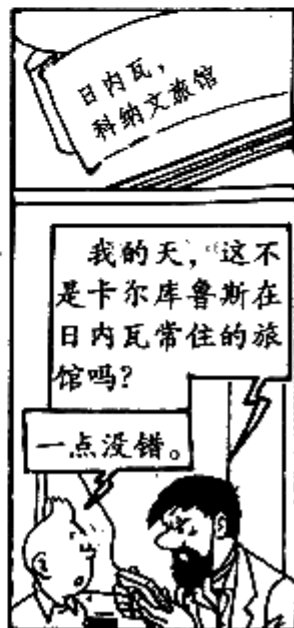 日内瓦，
科纳文旅馆
我的天，这不
是卡尔库鲁斯在
日内瓦常住的旅
馆吗？
一点没错。